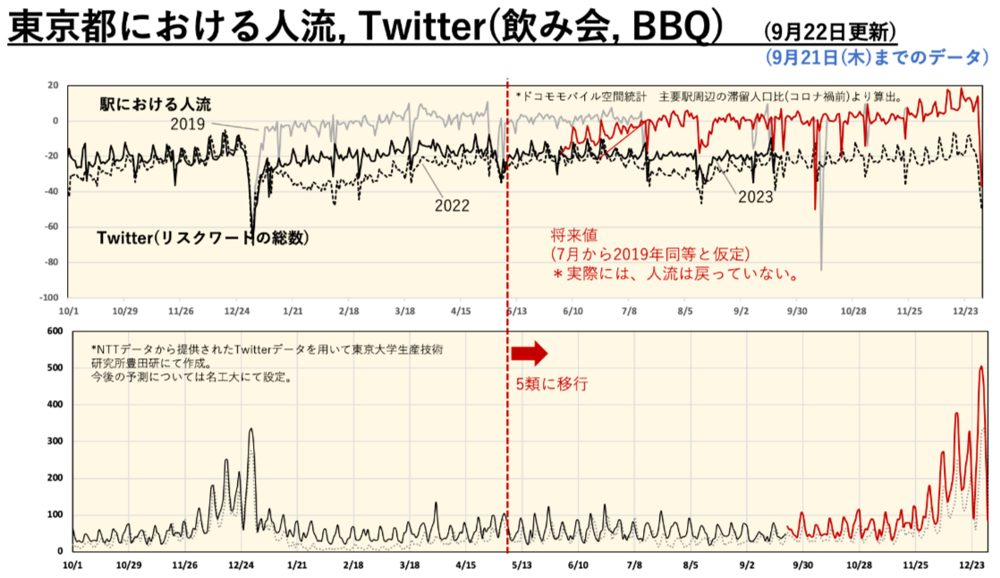 東京都における人流, Twitter(飲み会, BBQ)
(9月22日更新)
(9月21日(木)までのデータ)
20
0
-20
-40
-60
-80
-100
駅における人流
2019
*ドコモモバイル空間統計 主要駅周辺の滞留人口比(コロナ禍前)より算出。
2022
2023
Twitter(リスクワードの総数)
将来値
(7月から2019年同等と仮定)
＊実際には、人流は戻っていない。
10/1 10/29 11/26 12/24 1/21 2/18 3/18 4/15 5/13 6/10 7/8 8/5 9/2 9/30 10/28 11/25 12/23
600
500
400
300
200
100
0
*NTTデータから提供されたTwitterデータを用いて東京大学生産技術
研究所豊田研にて作成。
今後の予測については名工大にて設定。
5類に移行
10/1 10/29 11/26 12/24 1/21 2/18 3/18 4/15 5/13 6/10 7/8 8/5 9/2 9/30 10/28 11/25 12/23